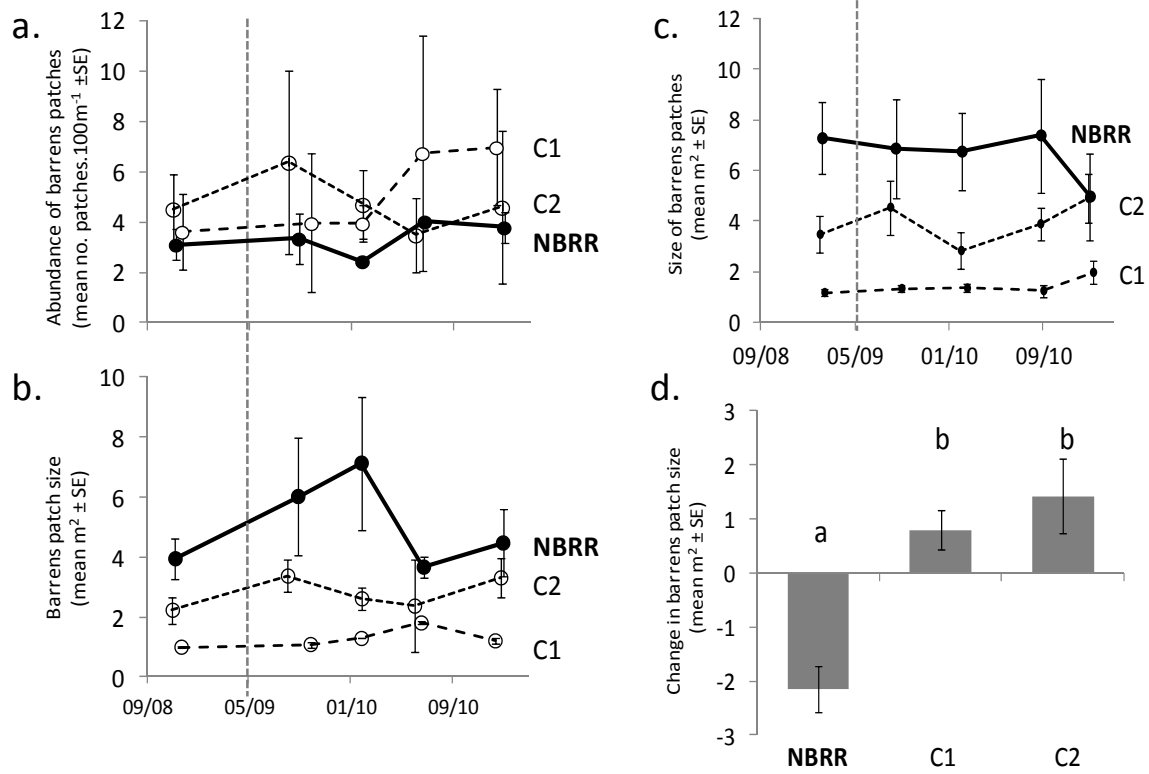 a.
Abundance of barrens patches
(mean no. patches.100m⁻¹ ±SE)
12
10
8
6
4
2
0
C1
C2
NBRR
b.
Barrens patch size
(mean m² ± SE)
10
8
6
4
2
0
NBRR
C2
C1
09/08 05/09 01/10 09/10
c.
Size of barrens patches
(mean m² ± SE)
12
10
8
6
4
2
0
NBRR
C2
C1
09/08 05/09 01/10 09/10
d.
Change in barrens patch size
(mean m² ± SE)
3
2
1
0
-1
-2
-3
a
b
b
NBRR C1 C2